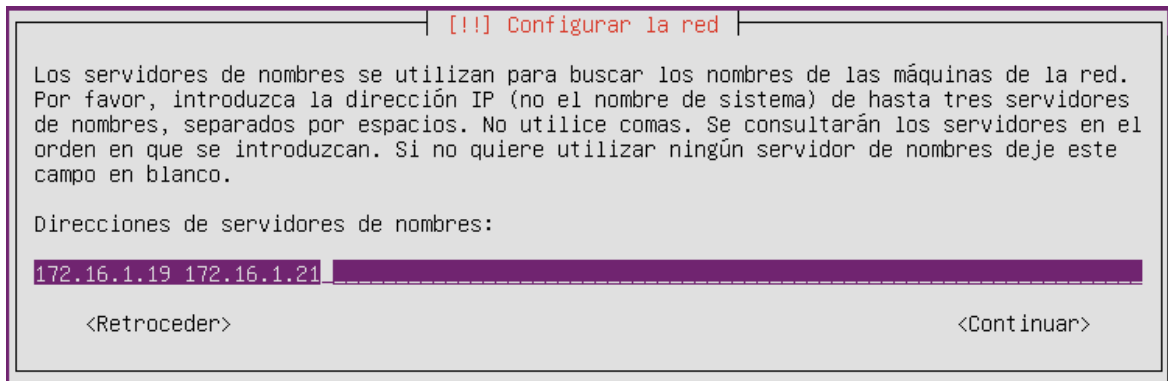 [!!] Configurar la red
Los servidores de nombres se utilizan para buscar los nombres de las máquinas de la red.
Por favor, introduzca la dirección IP (no el nombre de sistema) de hasta tres servidores
de nombres, separados por espacios. No utilice comas. Se consultarán los servidores en el
orden en que se introduzcan. Si no quiere utilizar ningún servidor de nombres deje este
campo en blanco.
Direcciones de servidores de nombres:
172.16.1.19 172.16.1.21
<Retroceder> <Continuar>